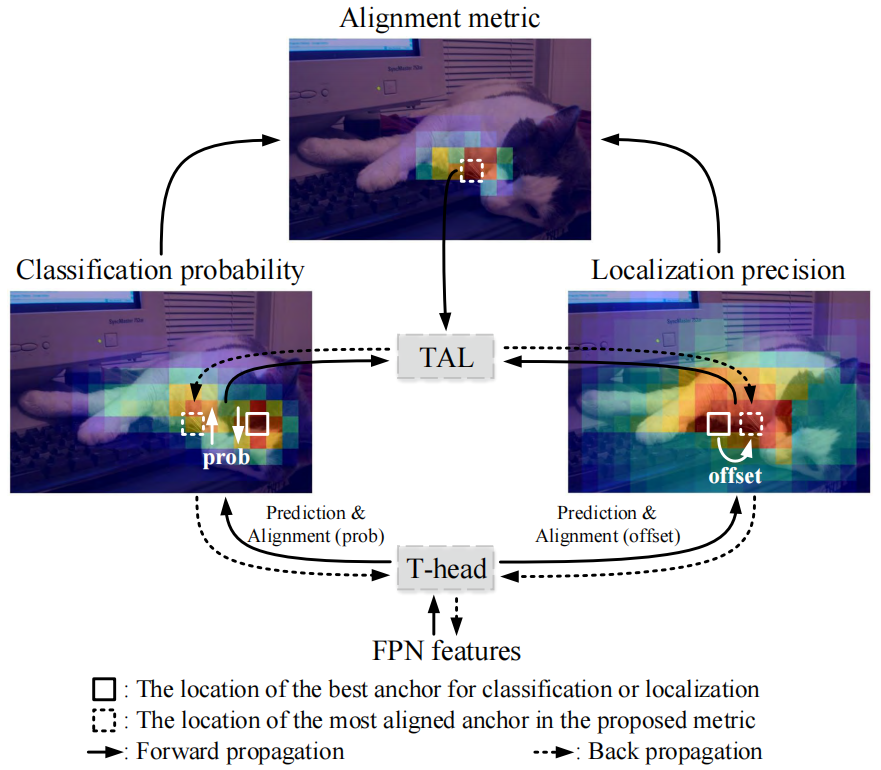 Alignment metric
Classification probability
Localization precision
TAL
prob
offset
Prediction &
Alignment (prob)
Prediction &
Alignment (offset)
T-head
FPN features
: The location of the best anchor for classification or localization
: The location of the most aligned anchor in the proposed metric
: Forward propagation
: Back propagation